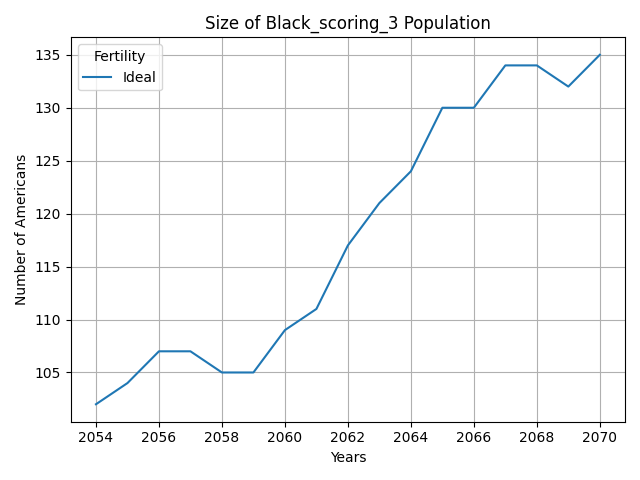 Size of Black_scoring_3 Population
Fertility
Ideal
Number of Americans
135
130
125
120
115
110
105
2054 2056 2058 2060 2062 2064 2066 2068 2070
Years